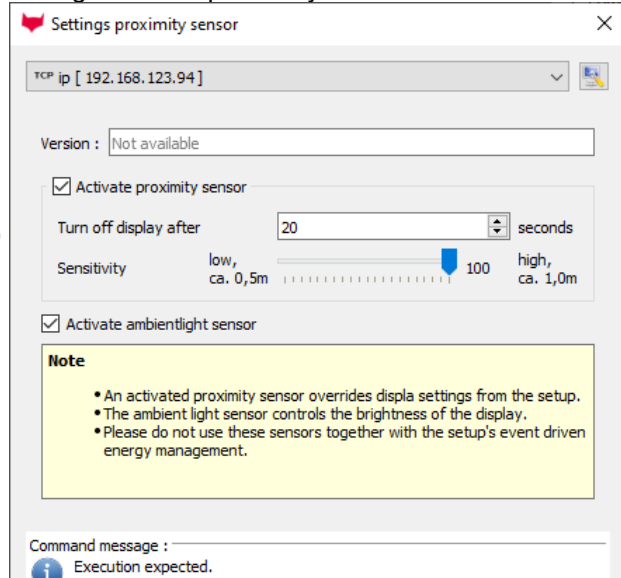 Settings proximity sensor
TCP ip [ 192.168.123.94 ]
Version : Not available
Activate proximity sensor
Turn off display after 20 seconds
Sensitivity low, ca. 0,5m 100 high, ca. 1,0m
Activate ambientlight sensor
Note
• An activated proximity sensor overrides displa settings from the setup.
• The ambient light sensor controls the brightness of the display.
• Please do not use these sensors together with the setup's event driven
energy management.
Command message :
Execution expected.